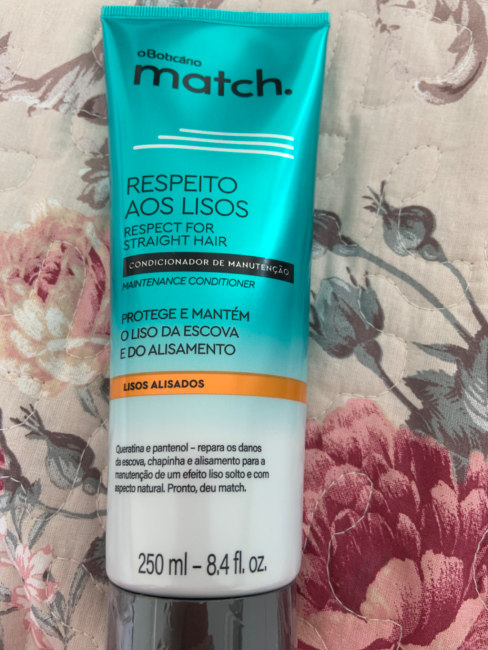 oBoticário
match.
RESPEITO
AOS LISOS
RESPECT FOR
STRAIGHT HAIR
CONDICIONADOR DE MANUTENÇÃO
MAINTENANCE CONDITIONER
PROTEGE E MANTÉM
O LISO DA ESCOVA
E DO ALISAMENTO
LISOS ALISADOS
Queratina e pantenol – repara os danos
da escova, chapinha e alisamento para a
manutenção de um efeito liso solto e com
aspecto natural. Pronto, deu match.
250 ml – 8.4 fl. oz.